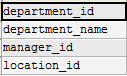 department_id
department_name
manager_id
location_id